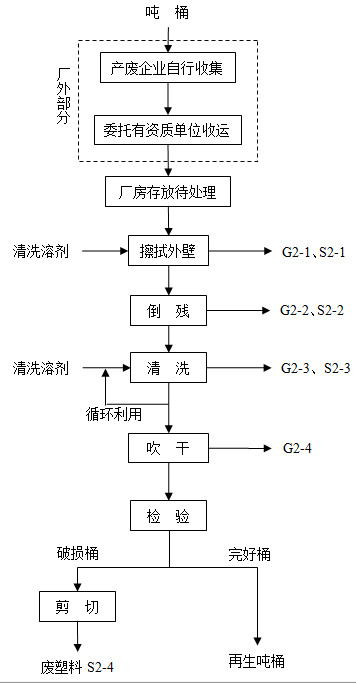 吨 桶
厂外部分
产废企业自行收集
委托有资质单位收运
厂房存放待处理
清洗溶剂
擦拭外壁
G2-1、S2-1
倒 残
G2-2、S2-2
清洗溶剂
清 洗
G2-3、S2-3
循环利用
吹 干
G2-4
检 验
破损桶
完好桶
剪 切
废塑料 S2-4
再生吨桶